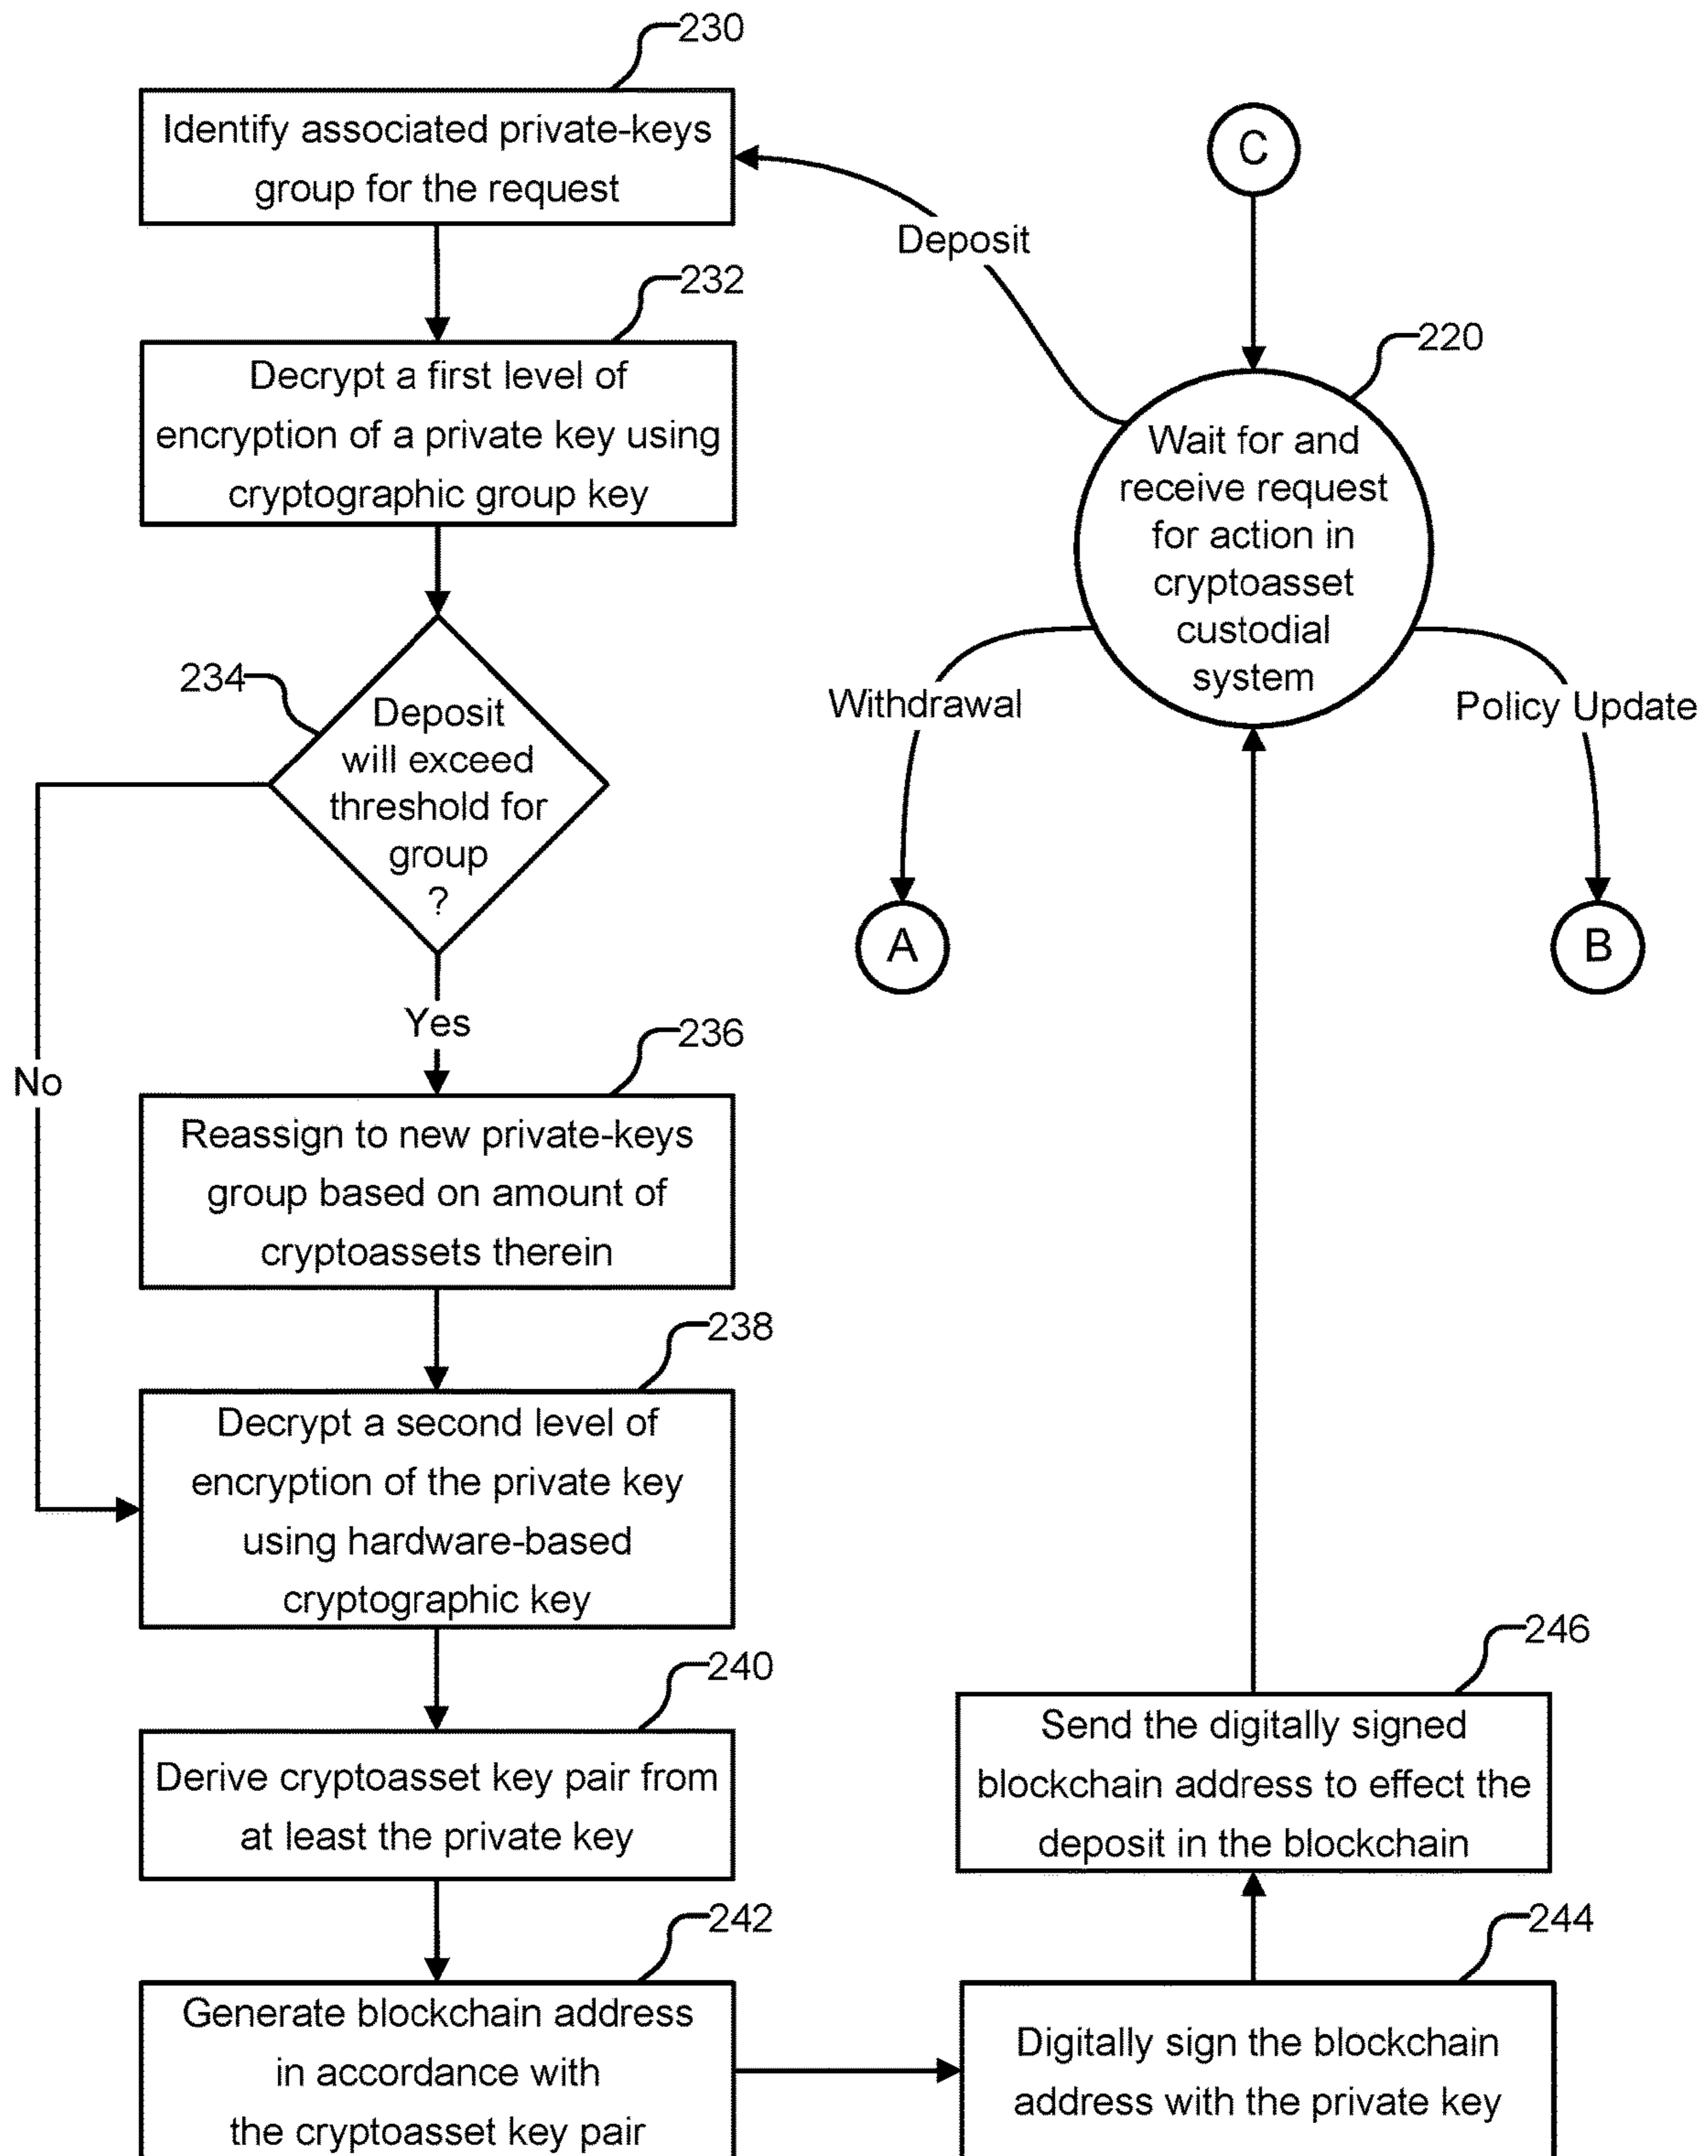 230
Identify associated private-keys
group for the request
C
Deposit
232
Decrypt a first level of
encryption of a private key using
cryptographic group key
220
Wait for and
receive request
for action in
cryptoasset
custodial
system
Withdrawal
Policy Update
A
B
234
Deposit
will exceed
threshold for
group
?
Yes
No
236
Reassign to new private-keys
group based on amount of
cryptoassets therein
238
Decrypt a second level of
encryption of the private key
using hardware-based
cryptographic key
240
Derive cryptoasset key pair from
at least the private key
242
Generate blockchain address
in accordance with
the cryptoasset key pair
244
Digitally sign the blockchain
address with the private key
246
Send the digitally signed
blockchain address to effect the
deposit in the blockchain